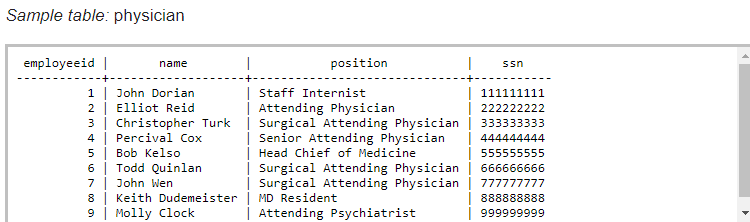 Sample table: physician
employeeid | name | position | ssn
------------+-------------------+------------------------------+-----------
1 | John Dorian | Staff Internist | 111111111
2 | Elliot Reid | Attending Physician | 222222222
3 | Christopher Turk | Surgical Attending Physician | 333333333
4 | Percival Cox | Senior Attending Physician | 444444444
5 | Bob Kelso | Head Chief of Medicine | 555555555
6 | Todd Quinlan | Surgical Attending Physician | 666666666
7 | John Wen | Surgical Attending Physician | 777777777
8 | Keith Dudemeister | MD Resident | 888888888
9 | Molly Clock | Attending Psychiatrist | 999999999